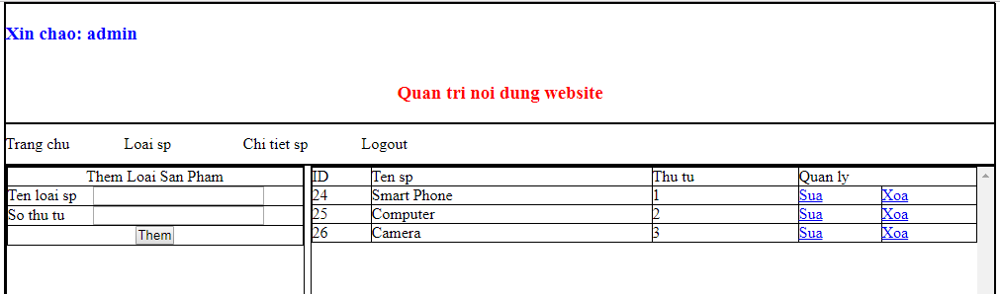 Xin chao: admin
Quan tri noi dung website
Trang chu Loai sp Chi tiet sp Logout
Them Loai San Pham
Ten loai sp
So thu tu
Them
ID Ten sp Thu tu Quan ly
24 Smart Phone 1 Sua Xoa
25 Computer 2 Sua Xoa
26 Camera 3 Sua Xoa